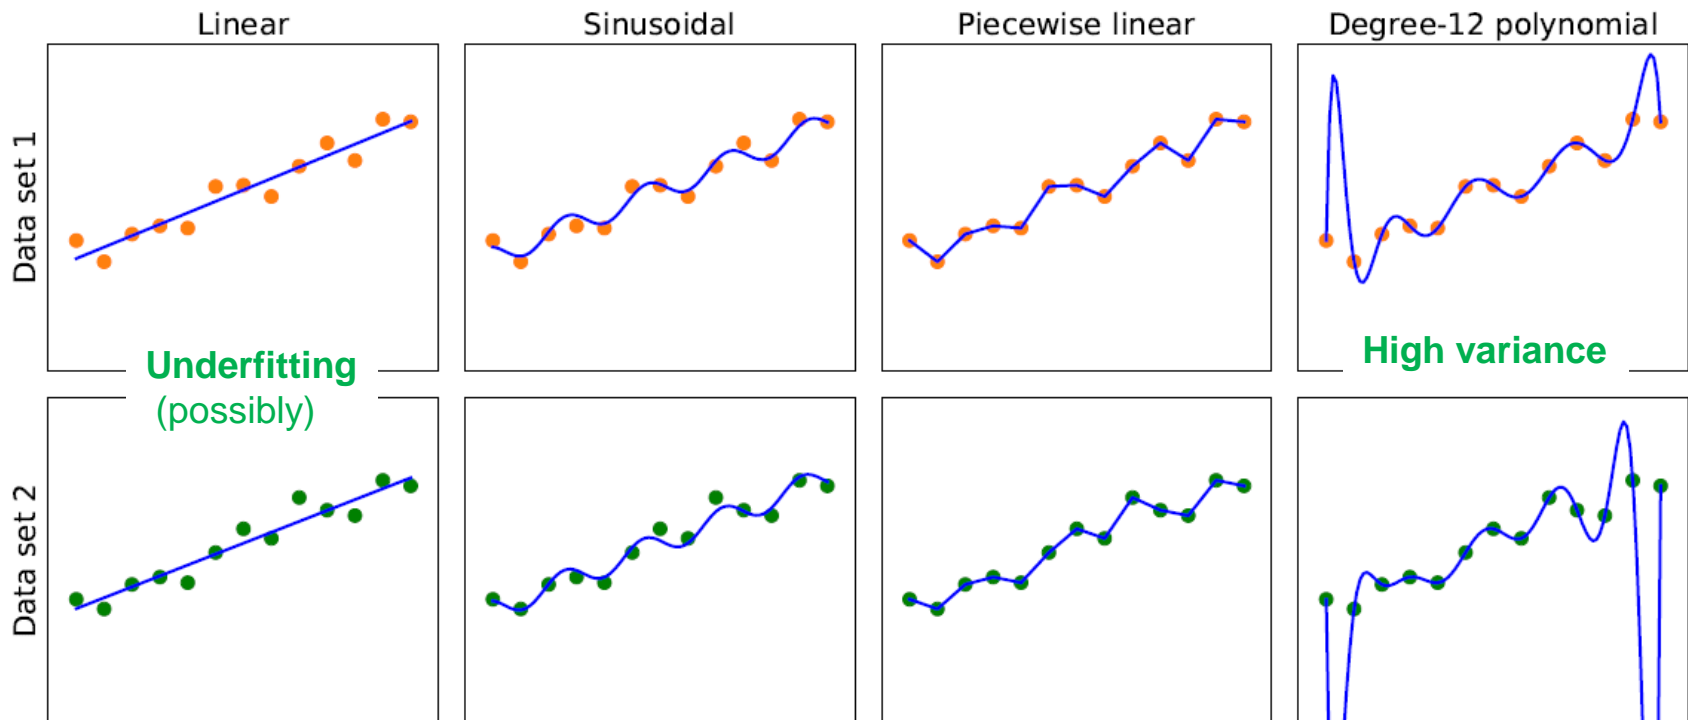 Linear
Sinusoidal
Piecewise linear
Degree-12 polynomial
Data set 1
Underfitting
(possibly)
High variance
Data set 2